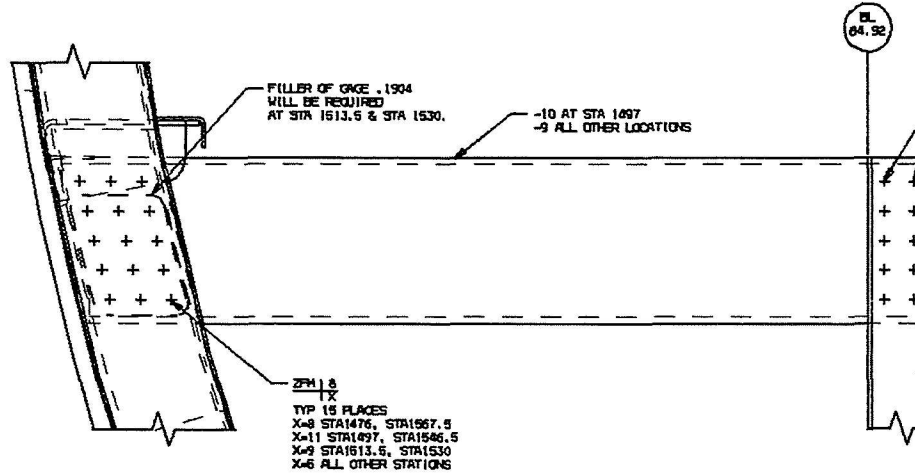 BL
84.92
FILLER OF GAGE .1904
WILL BE REQUIRED
AT STA 1513.5 & STA 1530.
-10 AT STA 1497
-9 ALL OTHER LOCATIONS
ZFM 8
X
TYP 15 PLACES
X=8 STA1476, STA1567.5
X=11 STA1497, STA1546.5
X=9 STA1513.5, STA1530
X=6 ALL OTHER STATIONS